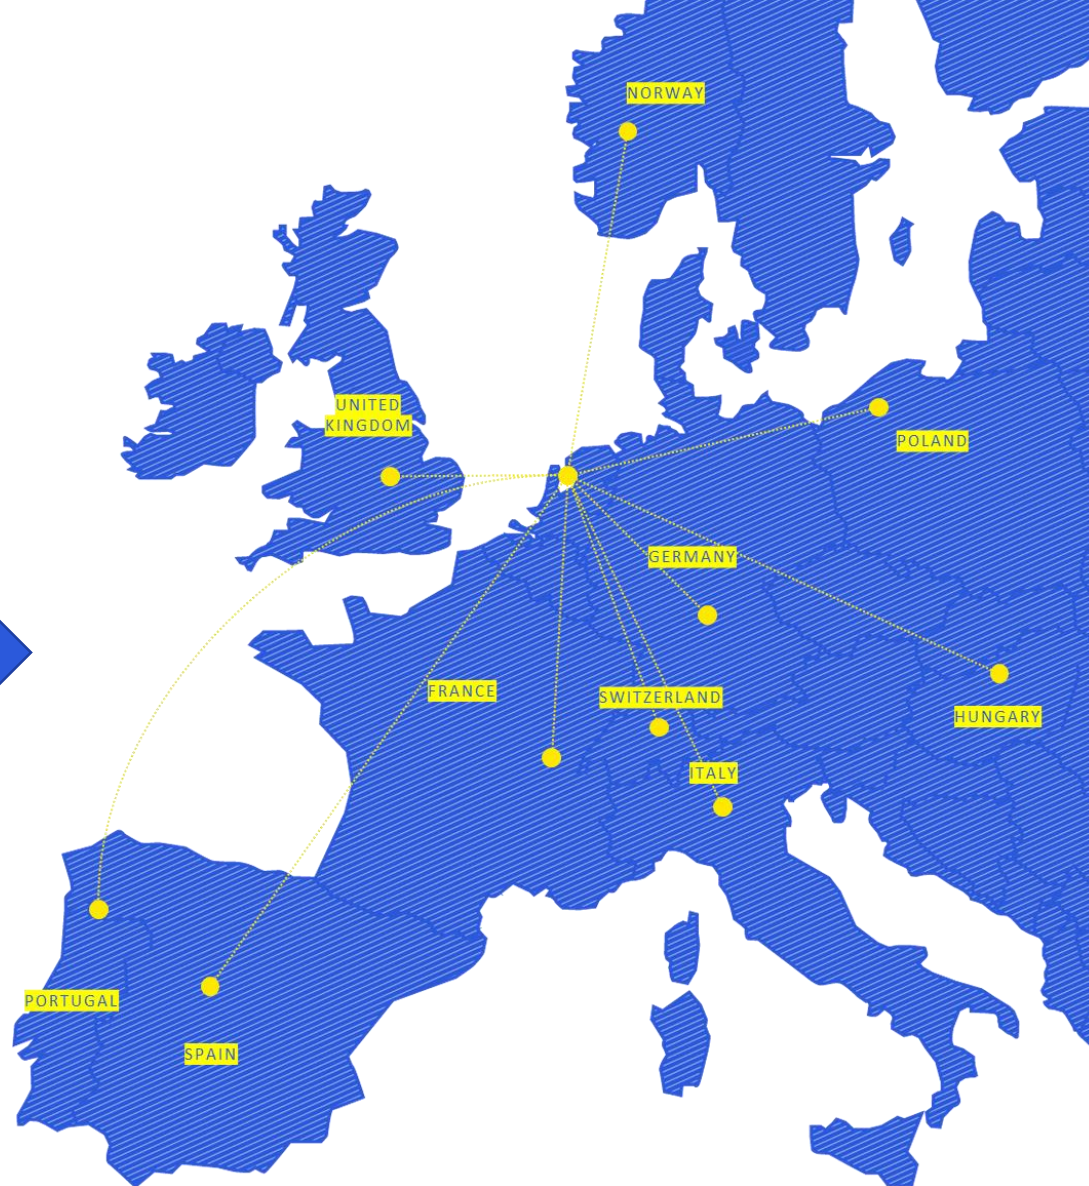 NORWAY
UNITED
KINGDOM
POLAND
GERMANY
FRANCE
SWITZERLAND
HUNGARY
ITALY
PORTUGAL
SPAIN